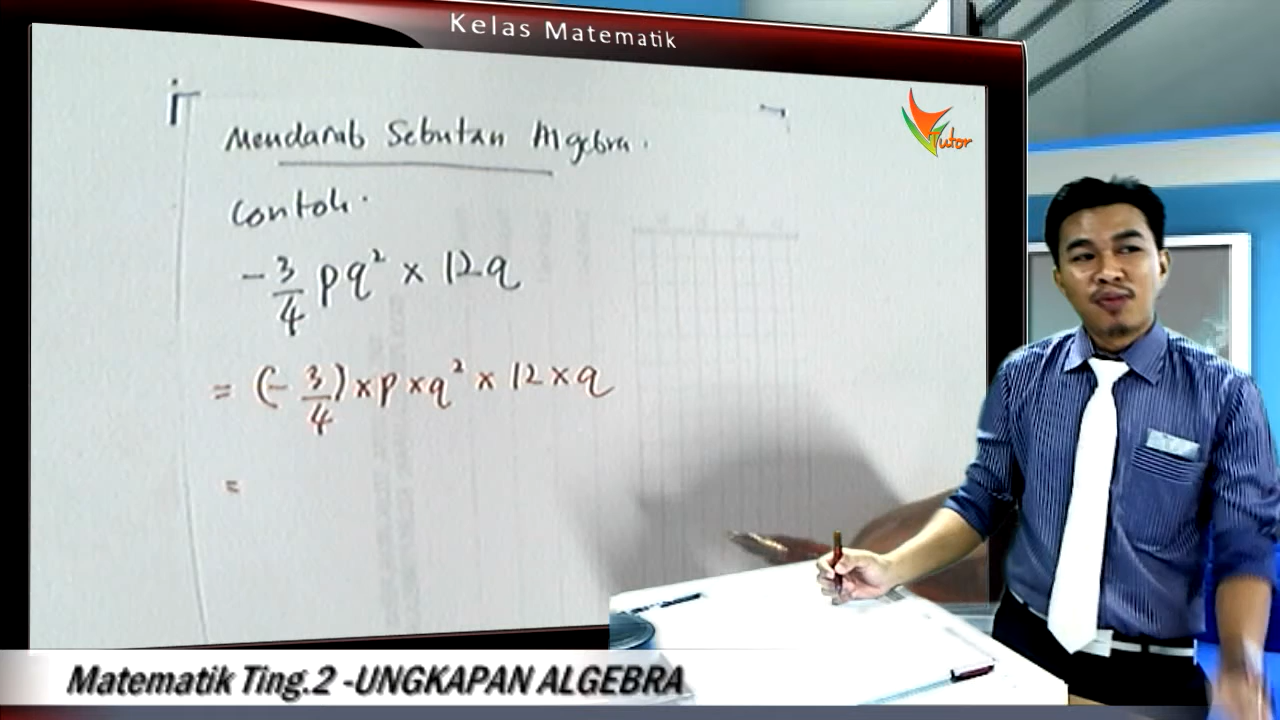 Kelas Matematik
Tutor
Mendarab Sebutan Algebra.
Contoh.
-3/4 pq² × 12q
= (-3/4) × p × q² × 12 × q
=
Matematik Ting.2 -UNGKAPAN ALGEBRA